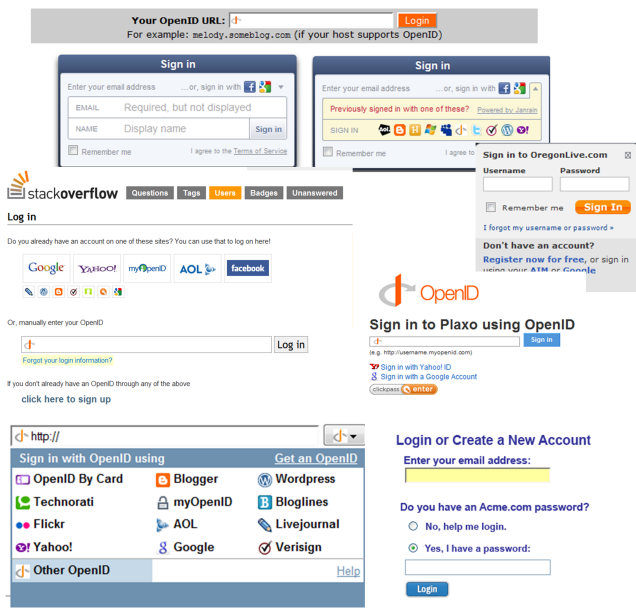 Your OpenID URL:
Login
For example: melody.someblog.com (if your host supports OpenID)
Sign in
Enter your email address
...or, sign in with
EMAIL
Required, but not displayed
NAME
Display name
Sign in
Remember me
I agree to the Terms of Service
Sign in
Enter your email address
...or, sign in with
Previously signed in with one of these?
Powered by Janrain
SIGN IN
Aol.
Remember me
I agree to
Sign in to OregonLive.com
Username
Password
Remember me
Sign In
I forgot my username or password »
Don't have an account?
Register now for free, or sign in
using your AIM or Google
stackoverflow
Questions
Tags
Users
Badges
Unanswered
Log in
Do you already have an account on one of these sites? You can use that to log on here!
Google
YAHOO!
myOpenID
AOL
facebook
Or, manually enter your OpenID
Log in
Forgot your login information?
If you don't already have an OpenID through any of the above
click here to sign up
OpenID
Sign in to Plaxo using OpenID
Sign in
(e.g. http://username.myopenid.com)
Sign in with Yahoo! ID
Sign in with a Google Account
clickpass enter
http://
Sign in with OpenID using
Get an OpenID
OpenID By Card
Blogger
Wordpress
Technorati
myOpenID
Bloglines
Flickr
AOL
Livejournal
Yahoo!
Google
Verisign
Other OpenID
Help
Login or Create a New Account
Enter your email address:
Do you have an Acme.com password?
No, help me login.
Yes, I have a password:
Login